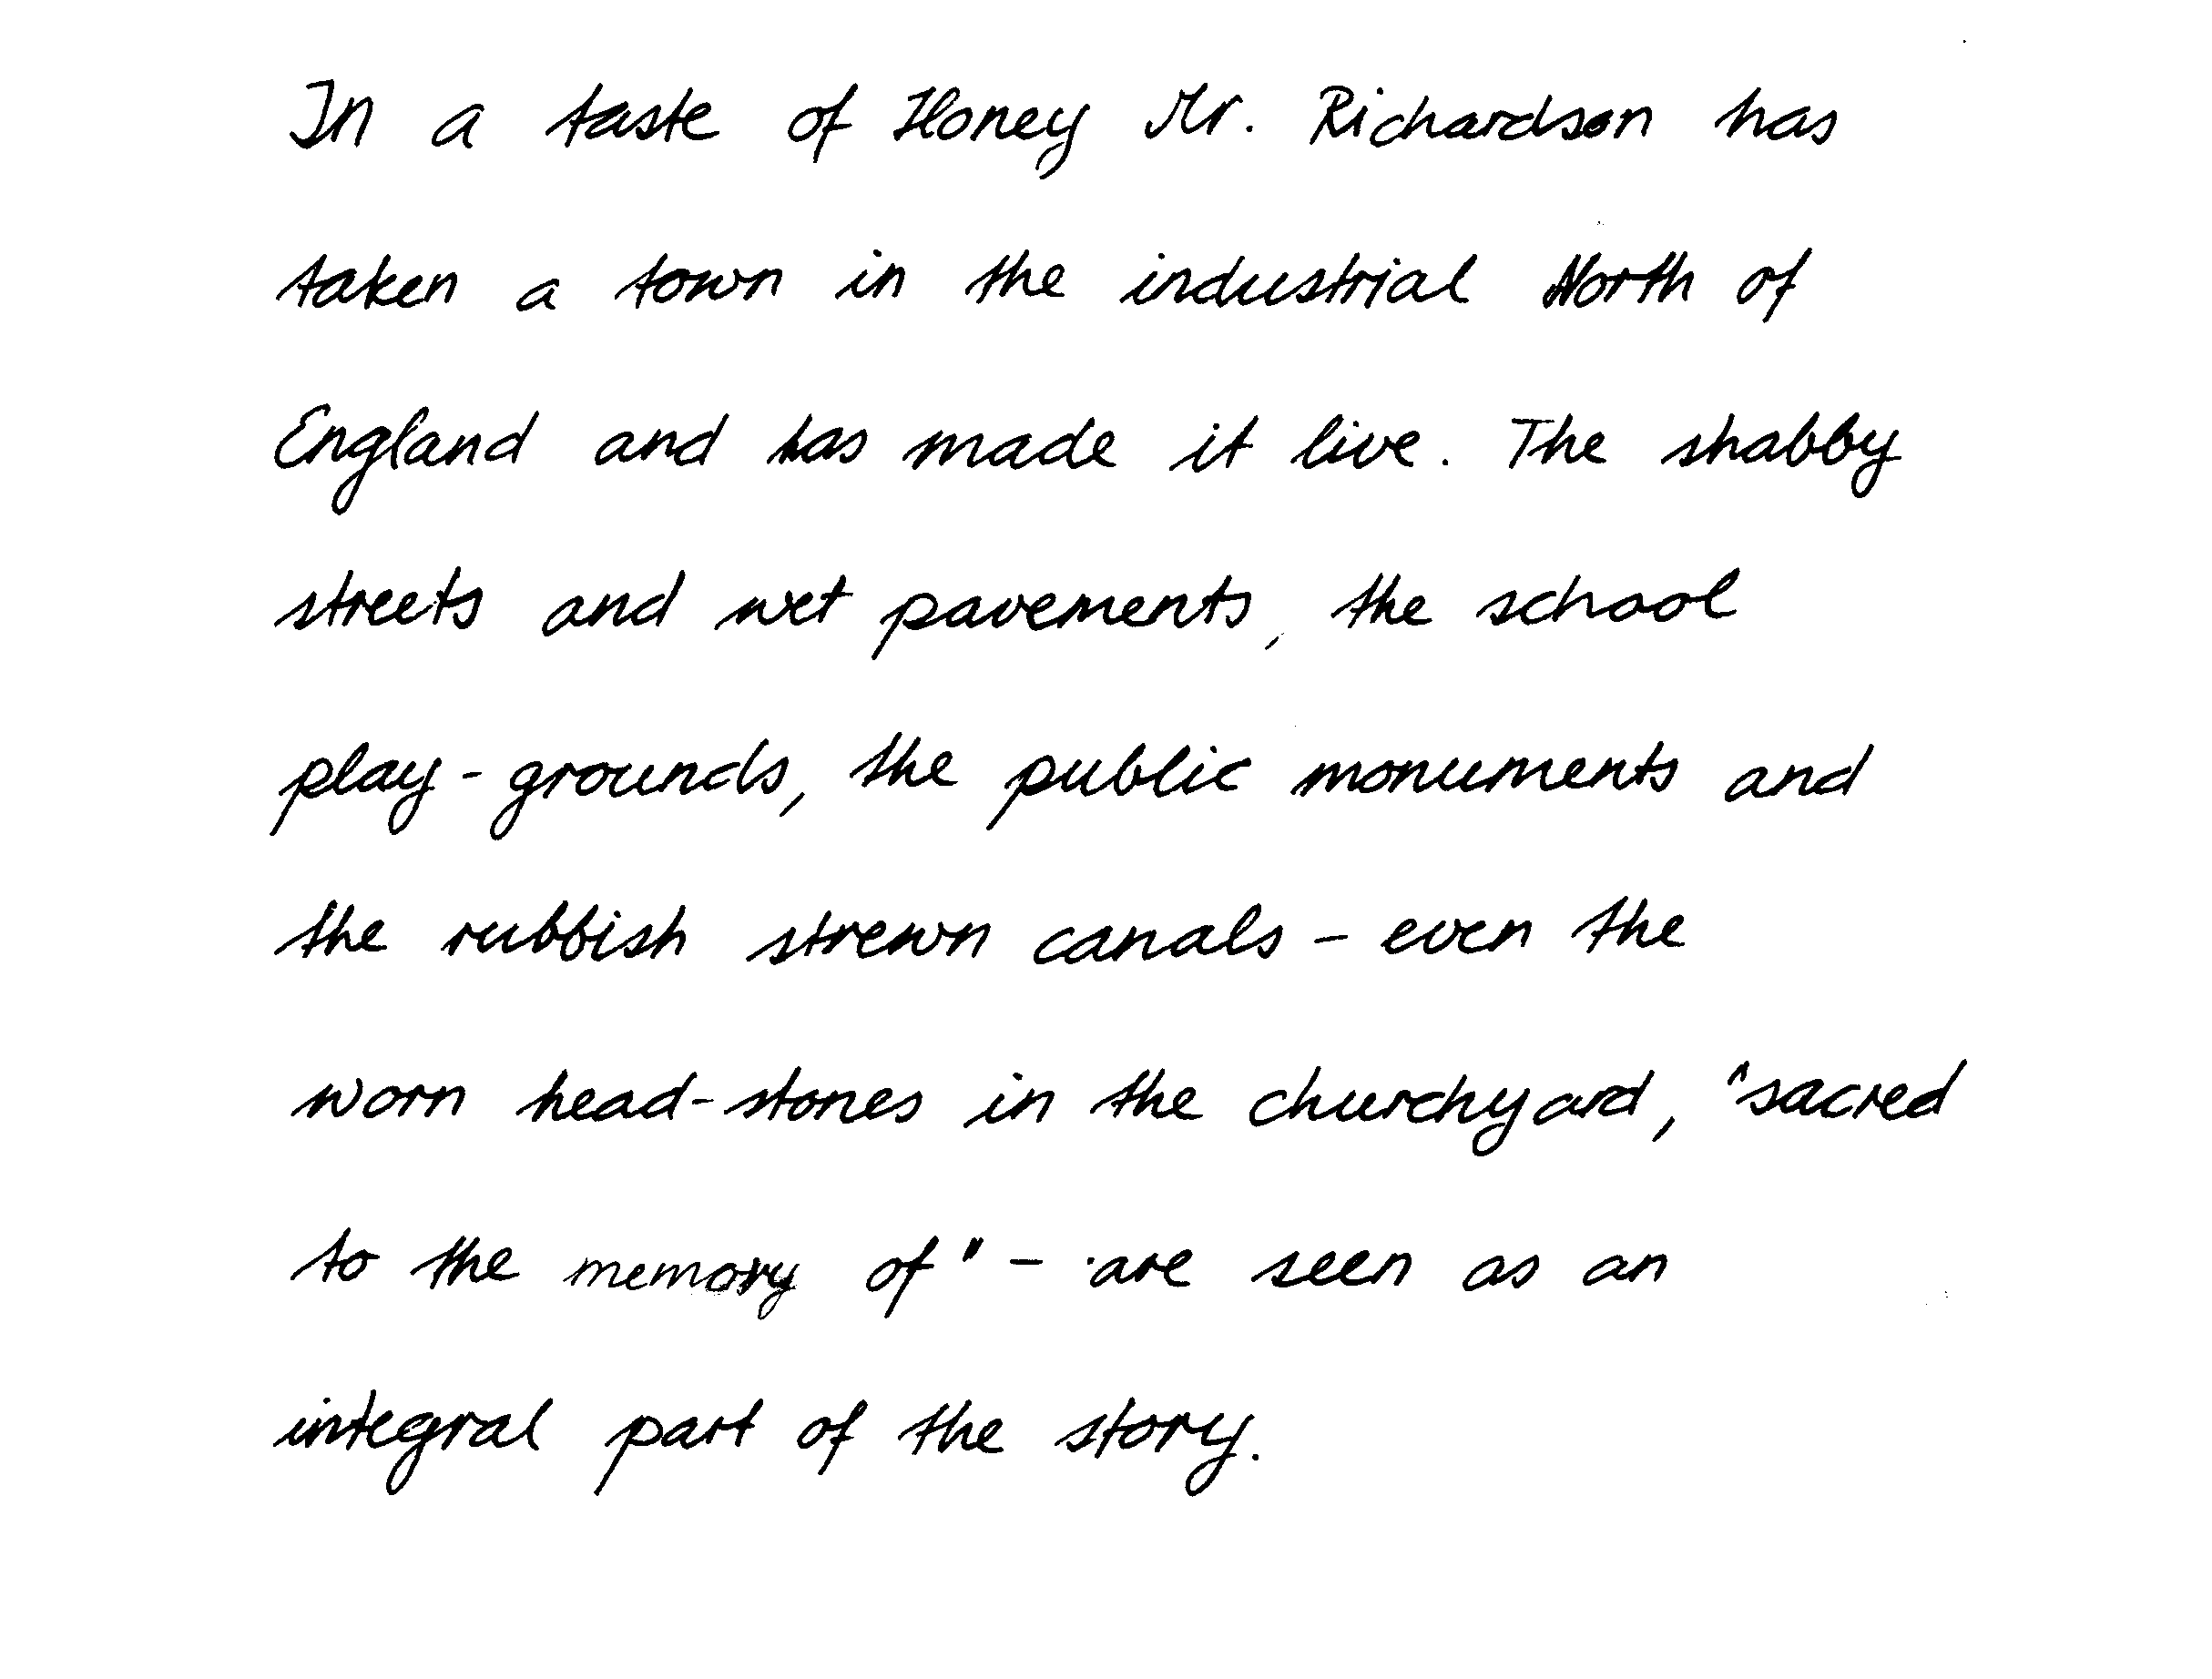 In a taste of Honey Mr. Richardson has
taken a town in the industrial North of
England and has made it live. The shabby
streets and wet pavements, the school
play-grounds, the public monuments and
the rubbish strewn canals - even the
worn head-stones in the churchyard, "sacred
to the memory of" - are seen as an
integral part of the story.